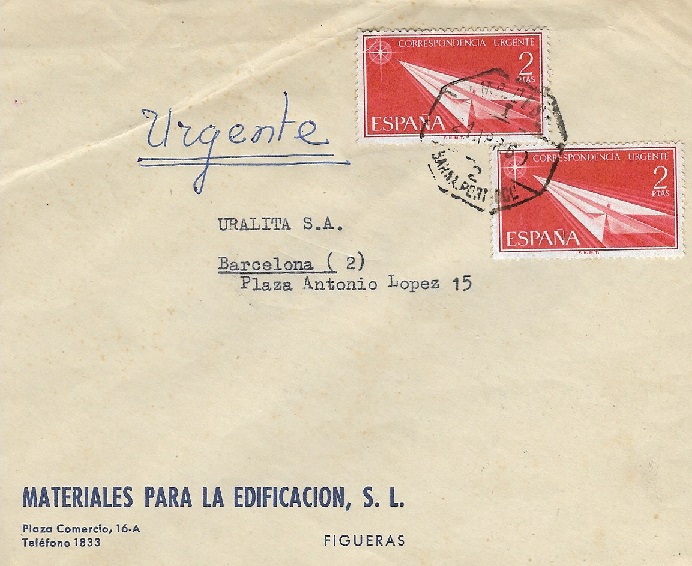 CORRESPONDENCIA URGENTE
2
PTAS
ESPAÑA
Urgente
CORRESPONDENCIA URGENTE
2
PTAS
ESPAÑA
URALITA S.A.
Barcelona ( 2)
Plaza Antonio Lopez 15
MATERIALES PARA LA EDIFICACION, S. L.
Plaza Comercio, 16-A
Teléfono 1833
FIGUERAS